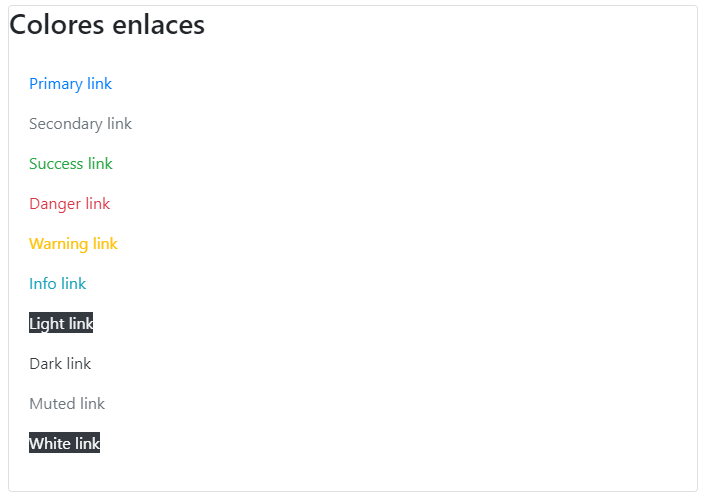 Colores enlaces
Primary link
Secondary link
Success link
Danger link
Warning link
Info link
Light link
Dark link
Muted link
White link